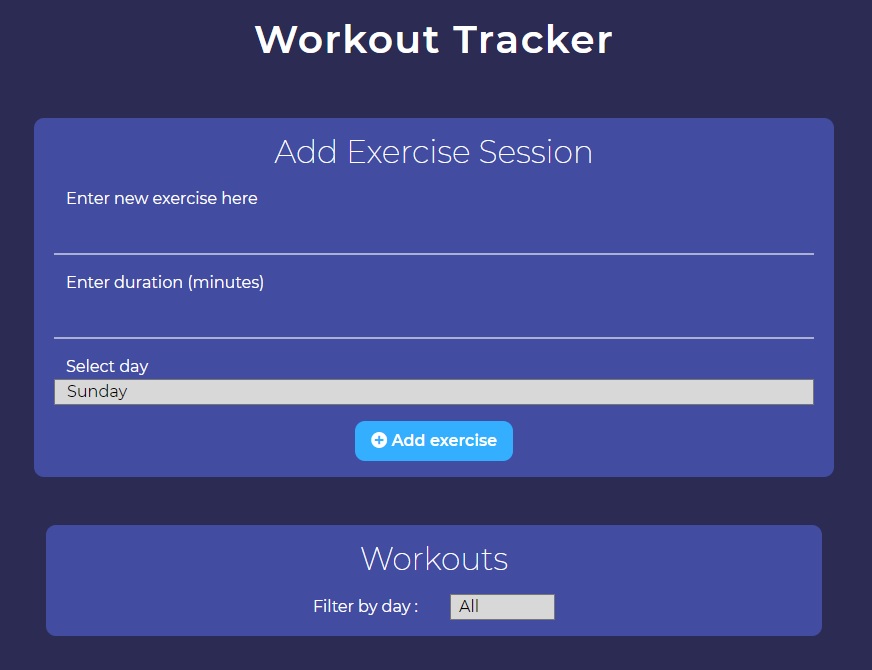 Workout Tracker
Add Exercise Session
Enter new exercise here
Enter duration (minutes)
Select day
Sunday
Add exercise
Workouts
Filter by day : All